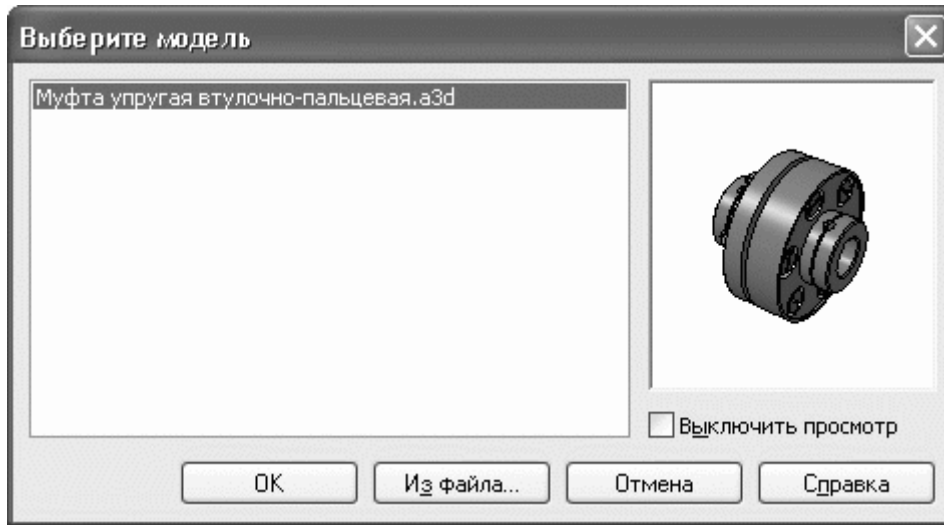 Выберите модель
Муфта упругая втулочно-пальцевая.a3d
Выключить просмотр
OK
Из файла...
Отмена
Справка